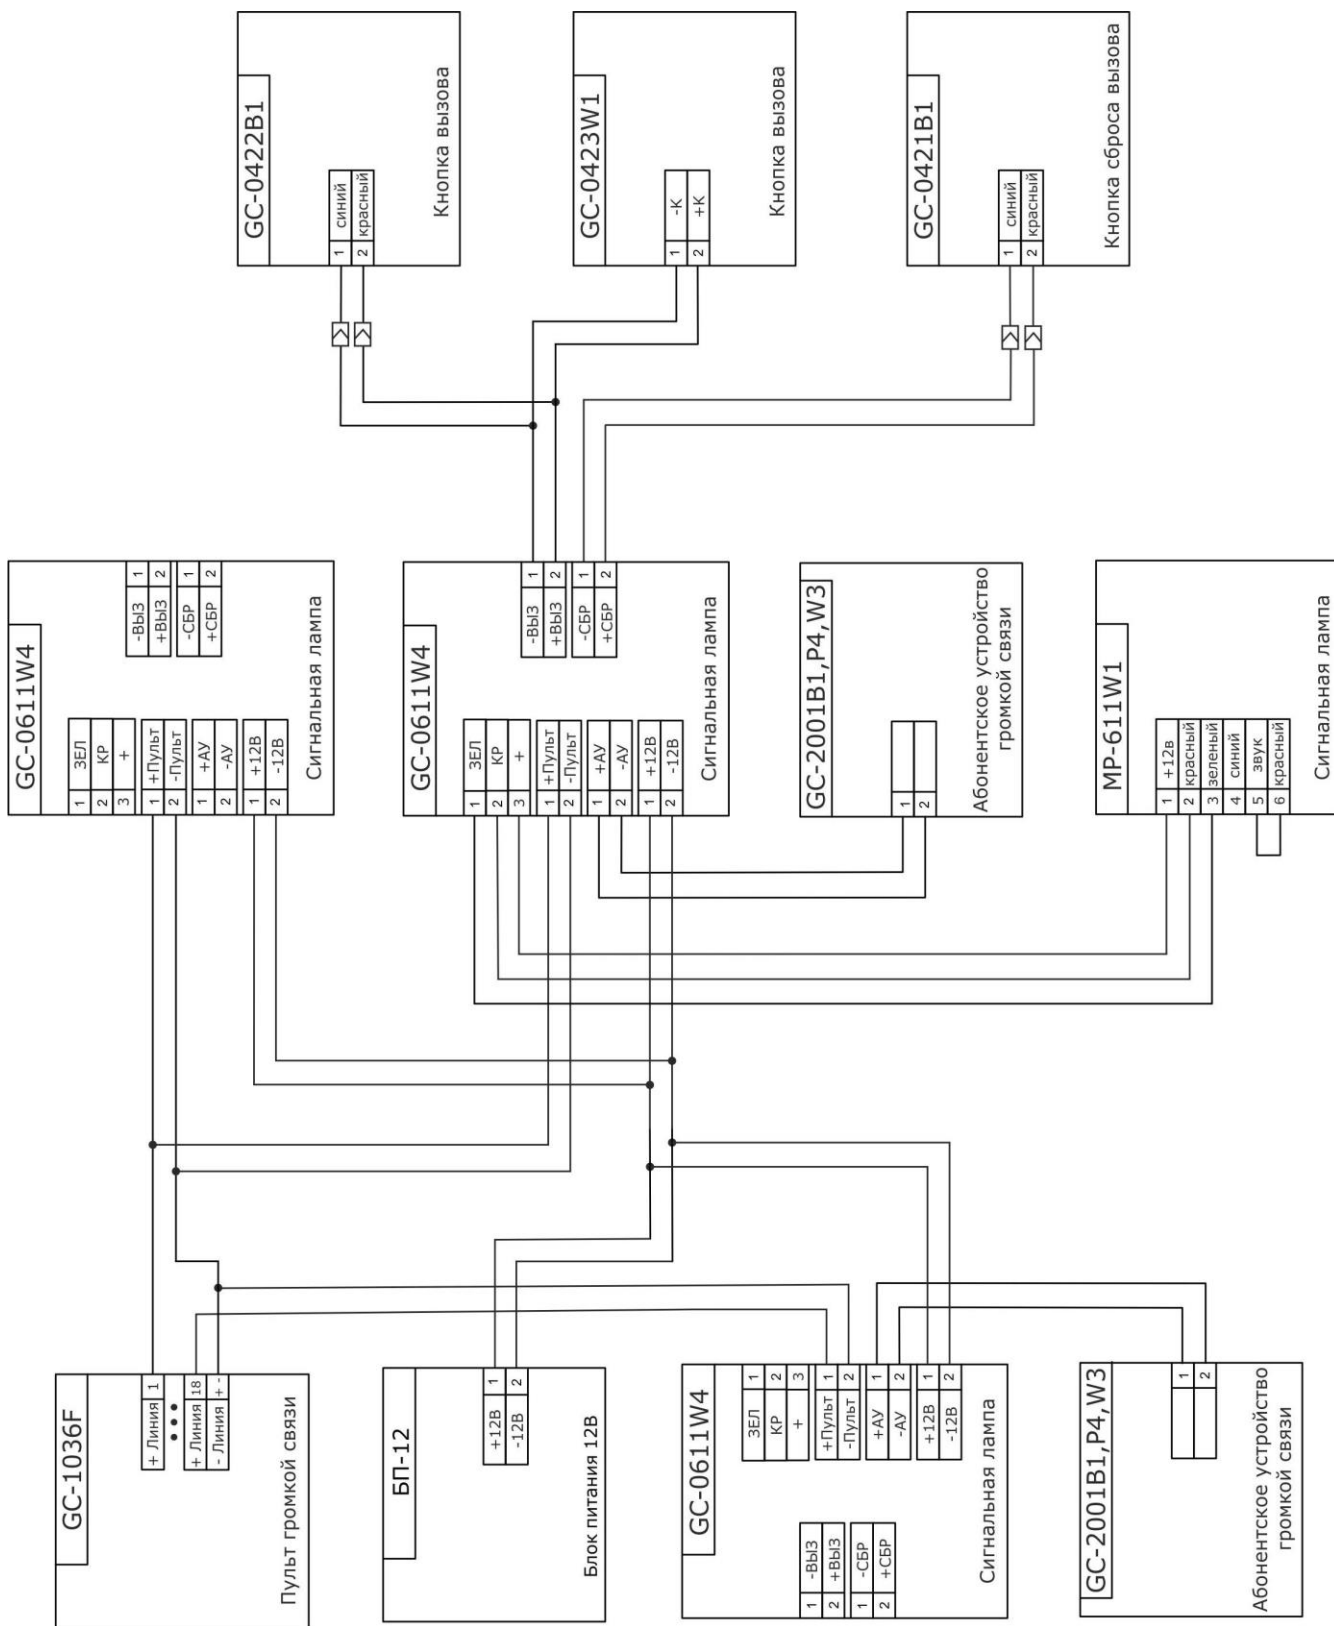 GC-0422B1
1 синий
2 красный
Кнопка вызова
GC-0423W1
1 -К
2 +К
Кнопка вызова
GC-0421B1
1 синий
2 красный
Кнопка сброса вызова
GC-0611W4
-ВЫЗ 1
+ВЫЗ 2
-СБР 1
+СБР 2
1 ЗЕЛ
2 КР
3 +
1 +Пульт
2 -Пульт
1 +АУ
2 -АУ
1 +12В
2 -12В
Сигнальная лампа
GC-0611W4
-ВЫЗ 1
+ВЫЗ 2
-СБР 1
+СБР 2
1 ЗЕЛ
2 КР
3 +
1 +Пульт
2 -Пульт
1 +АУ
2 -АУ
1 +12В
2 -12В
Сигнальная лампа
GC-2001B1,P4,W3
1
2
Абонентское устройство
громкой связи
MP-611W1
1 +12в
2 красный
3 зеленый
4 синий
5 звук
6 красный
Сигнальная лампа
GC-1036F
+ Линия 1
+ Линия 18
- Линия + -
Пульт громкой связи
БП-12
+12В 1
-12В 2
Блок питания 12В
GC-0611W4
ЗЕЛ 1
КР 2
+ 3
+Пульт 1
-Пульт 2
+АУ 1
-АУ 2
+12В 1
-12В 2
1 -ВЫЗ
2 +ВЫЗ
1 -СБР
2 +СБР
Сигнальная лампа
GC-2001B1,P4,W3
1
2
Абонентское устройство
громкой связи